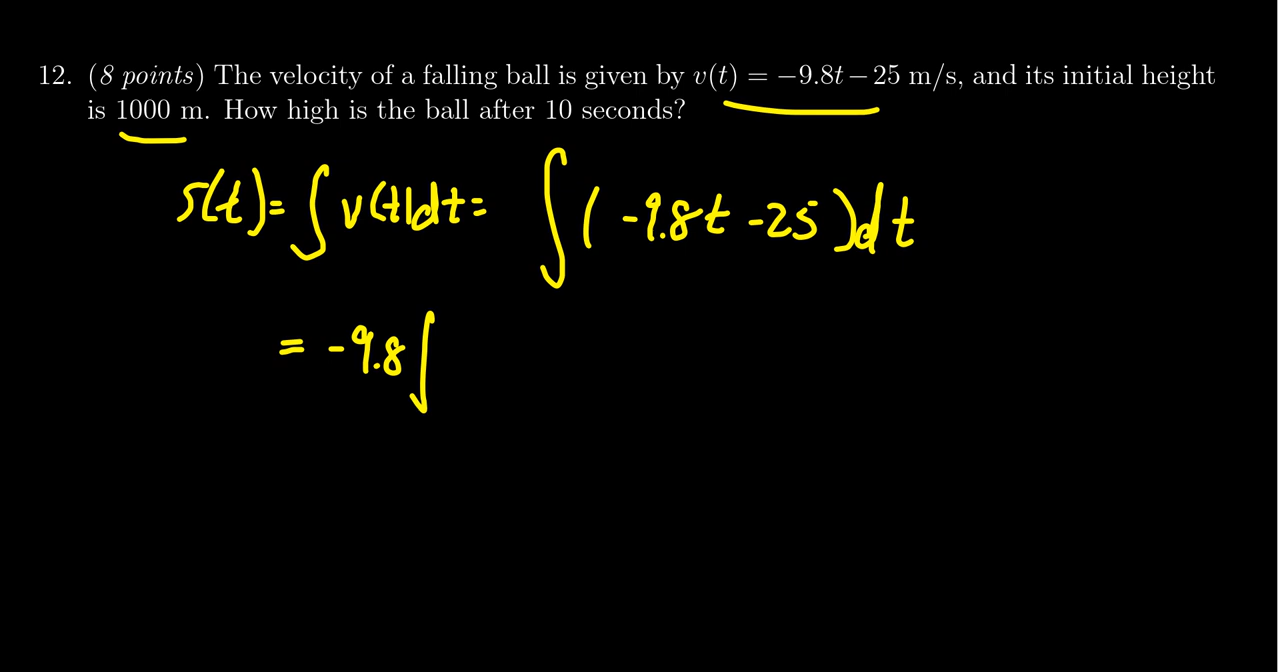 12. (8 points) The velocity of a falling ball is given by v(t) = −9.8t − 25 m/s, and its initial height
is 1000 m. How high is the ball after 10 seconds?
s(t) = ∫ v(t)dt = ∫ (-9.8t -25)dt
= -9.8 ∫